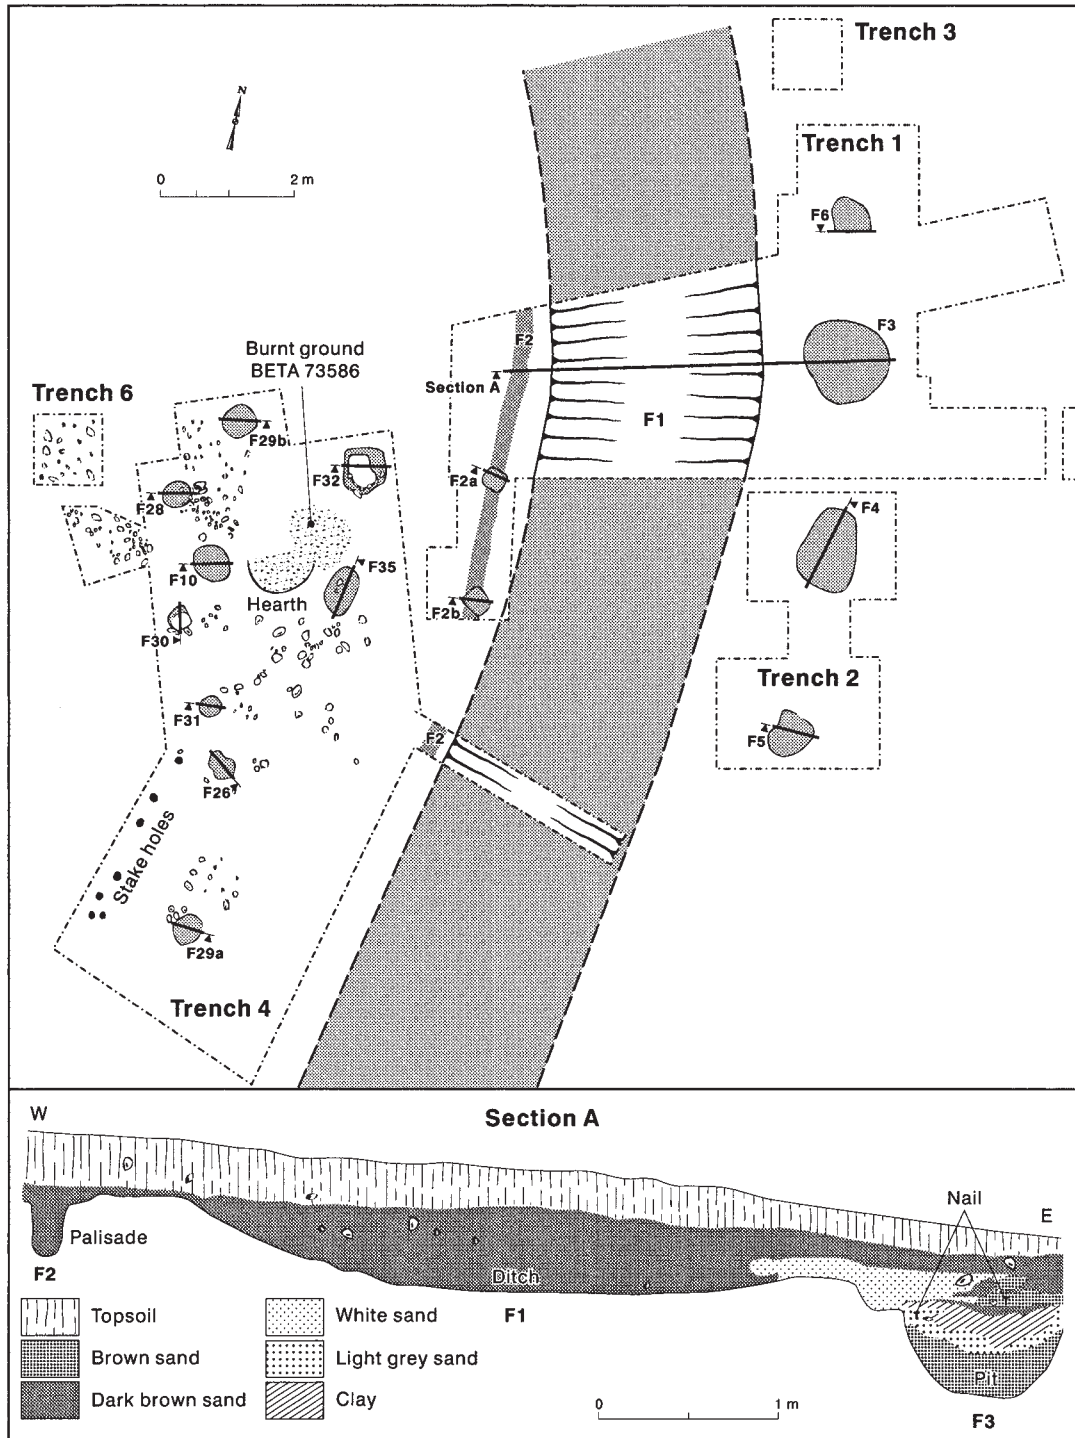 Trench 3
N
Trench 1
0 2 m
F6
F3
F2
Burnt ground
BETA 73586
Section A
Trench 6
F1
F29b
F32
F2a
F28
F4
F35
F10
Hearth
F2b
F30
Trench 2
F31
F5
F2
F26
Stake holes
F29a
Trench 4
W
Section A
Nail
E
Palisade
F2
Ditch
F1
Topsoil
White sand
Brown sand
Light grey sand
Pit
Dark brown sand
Clay
0 1 m
F3